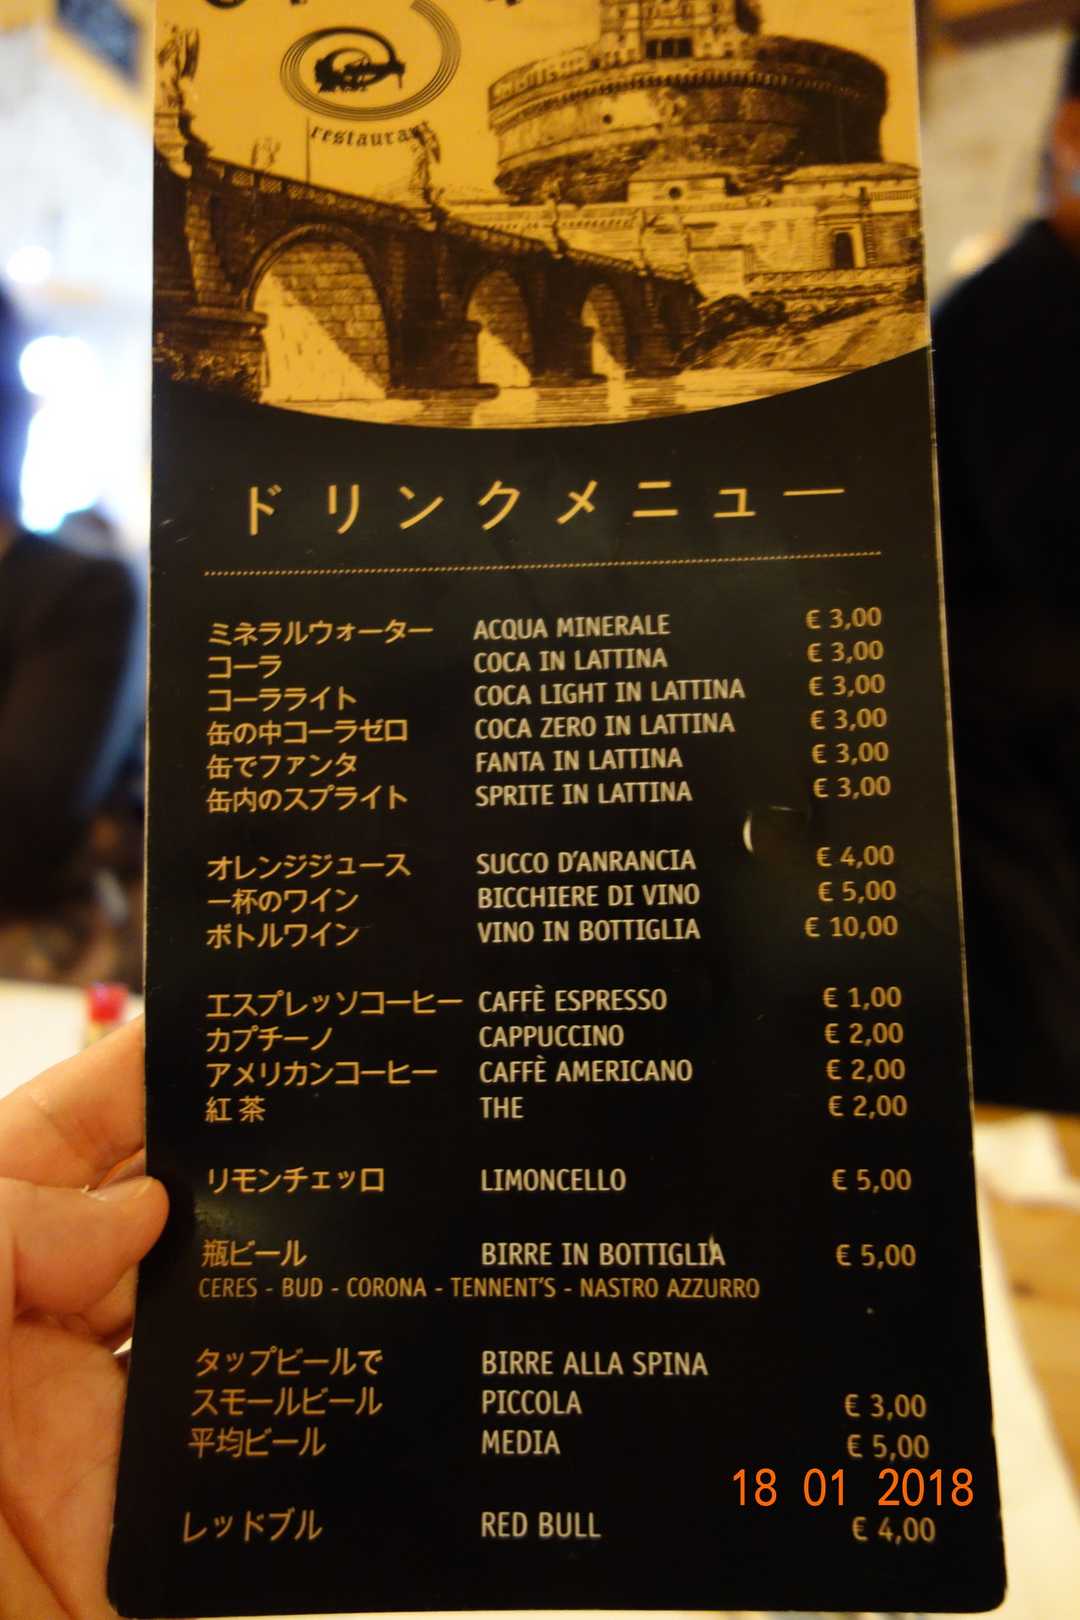 restaurant
ドリンクメニュー
ミネラルウォーター ACQUA MINERALE € 3,00
コーラ COCA IN LATTINA € 3,00
コーラライト COCA LIGHT IN LATTINA € 3,00
缶の中コーラゼロ COCA ZERO IN LATTINA € 3,00
缶でファンタ FANTA IN LATTINA € 3,00
缶内のスプライト SPRITE IN LATTINA € 3,00
オレンジジュース SUCCO D'ANRANCIA € 4,00
一杯のワイン BICCHIERE DI VINO € 5,00
ボトルワイン VINO IN BOTTIGLIA € 10,00
エスプレッソコーヒー CAFFÈ ESPRESSO € 1,00
カプチーノ CAPPUCCINO € 2,00
アメリカンコーヒー CAFFÈ AMERICANO € 2,00
紅茶 THE € 2,00
リモンチェッロ LIMONCELLO € 5,00
瓶ビール BIRRE IN BOTTIGLIA € 5,00
CERES - BUD - CORONA - TENNENT'S - NASTRO AZZURRO
タップビールで BIRRE ALLA SPINA
スモールビール PICCOLA € 3,00
平均ビール MEDIA € 5,00
18 01 2018
レッドブル RED BULL € 4,00